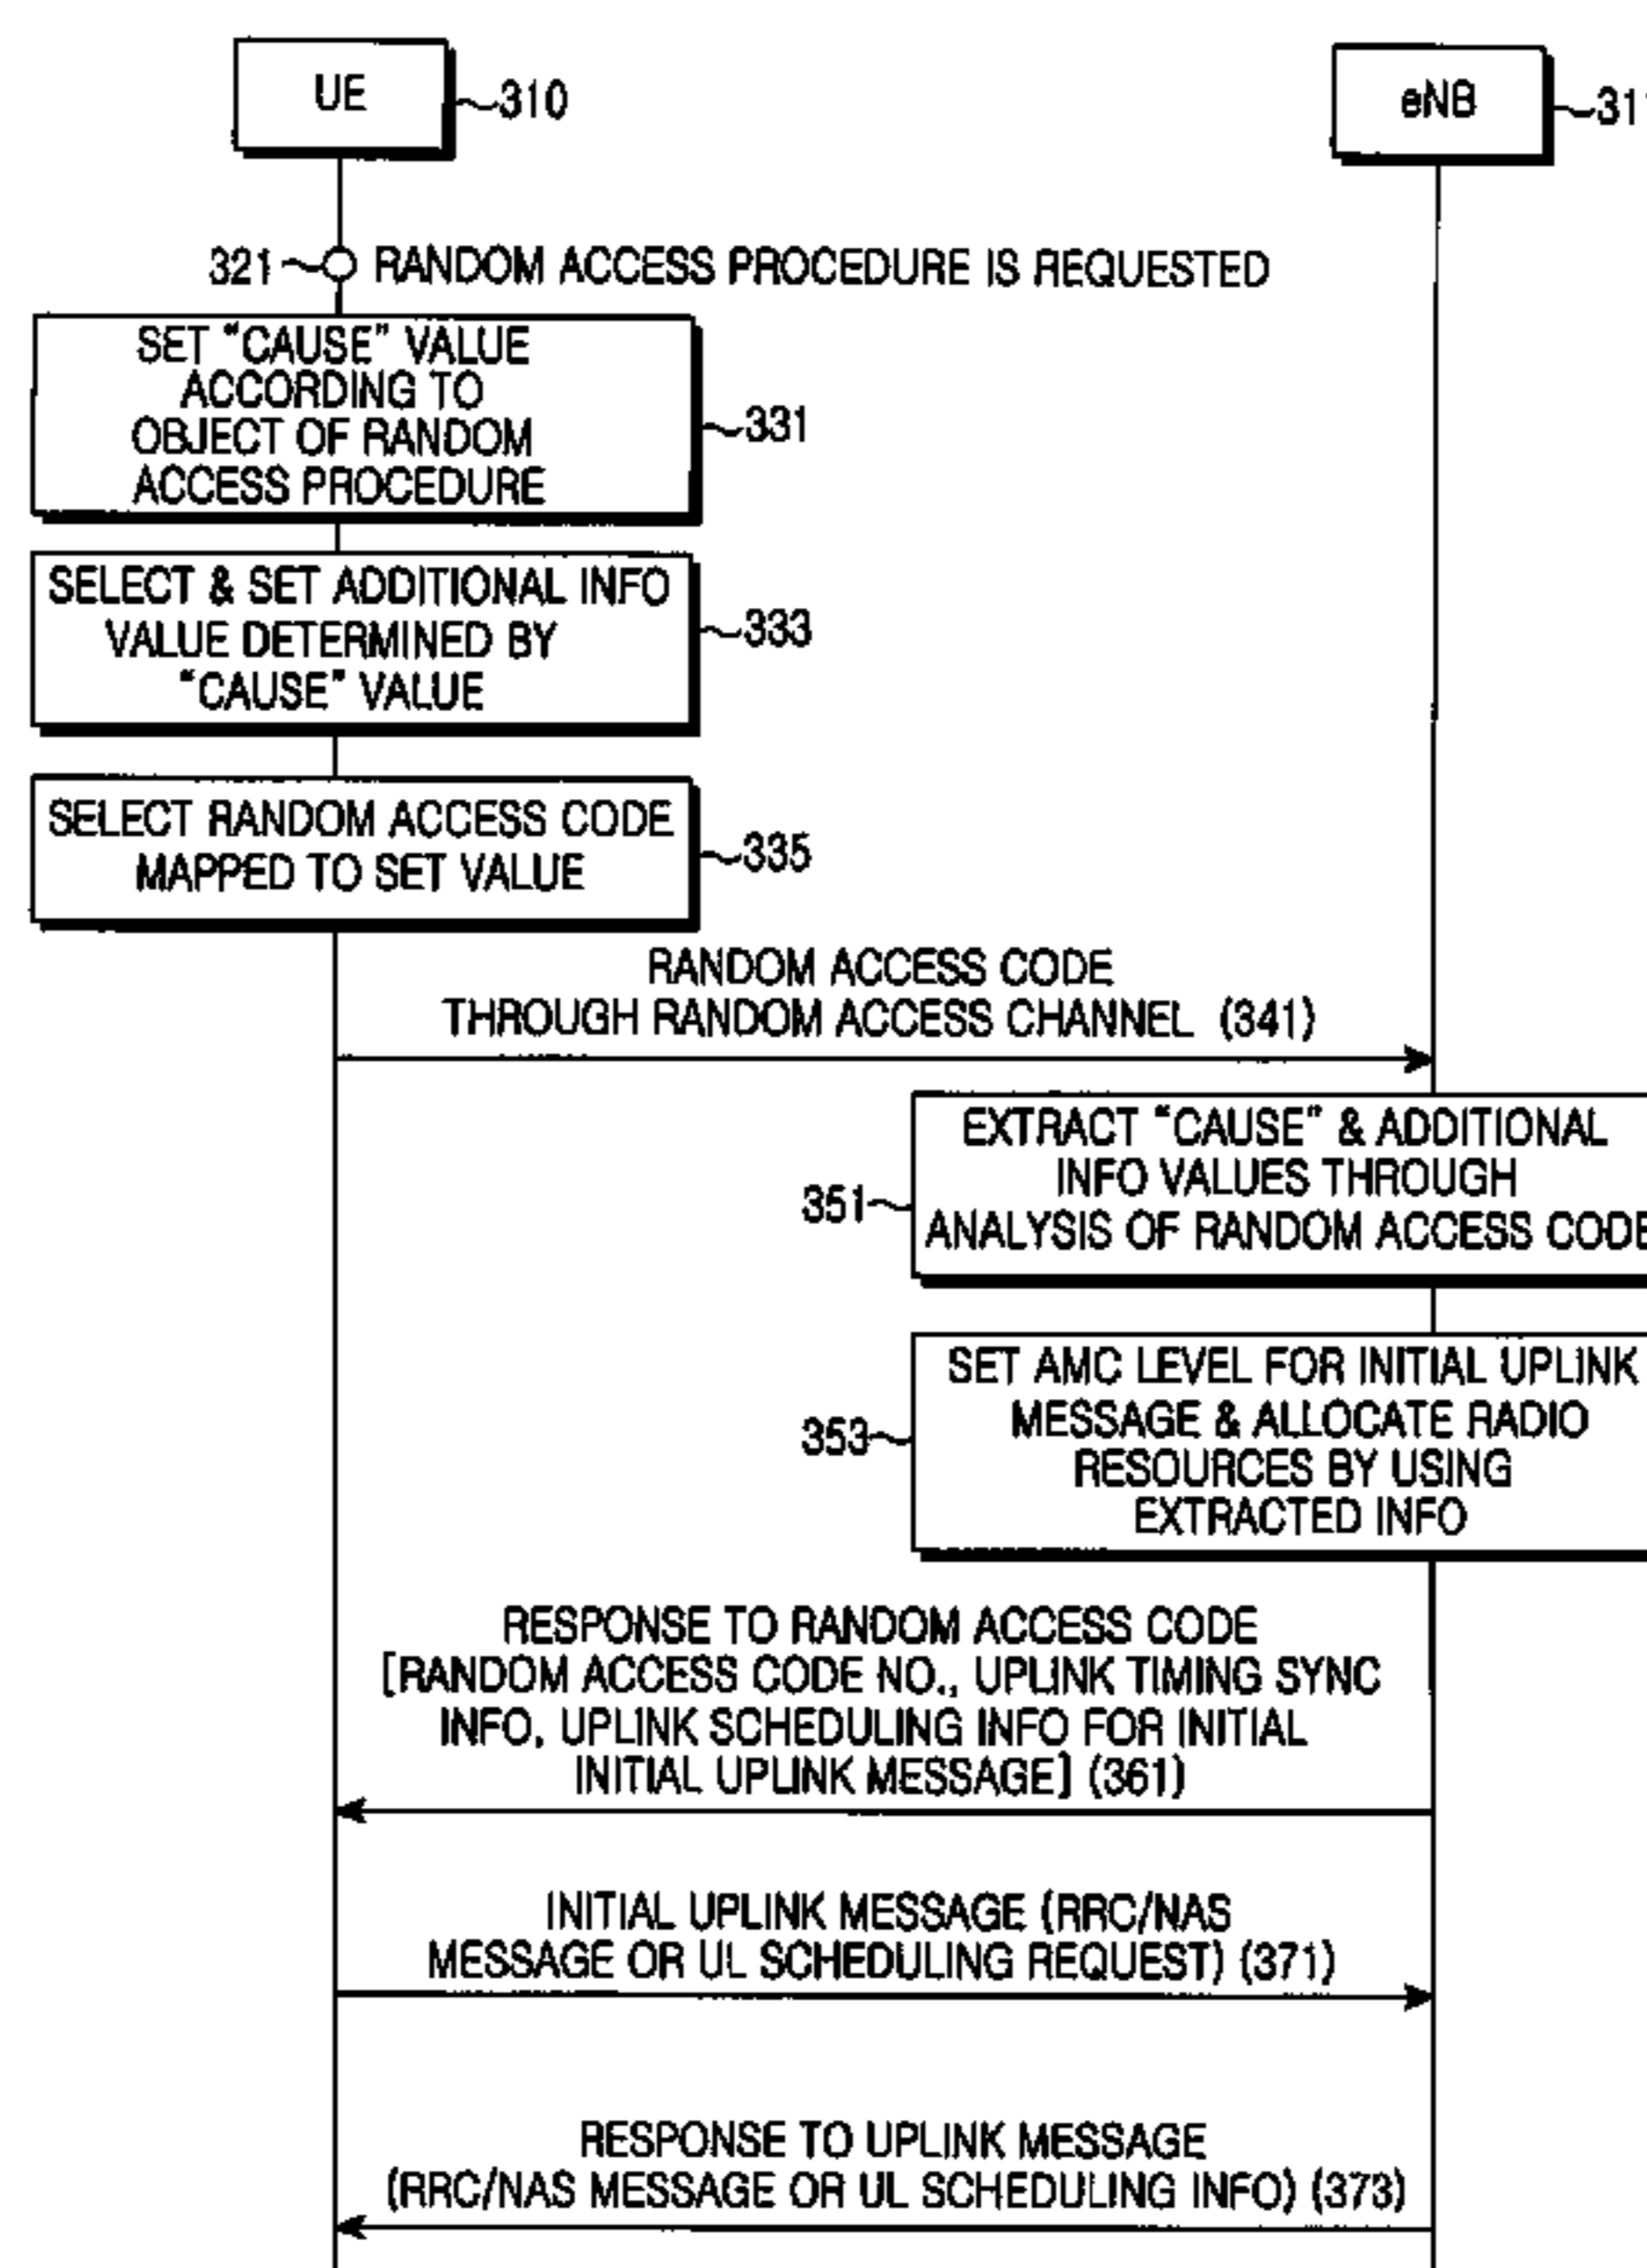 UE
310
eNB
311
321
RANDOM ACCESS PROCEDURE IS REQUESTED
SET "CAUSE" VALUE
ACCORDING TO
OBJECT OF RANDOM
ACCESS PROCEDURE
331
SELECT & SET ADDITIONAL INFO
VALUE DETERMINED BY
"CAUSE" VALUE
333
SELECT RANDOM ACCESS CODE
MAPPED TO SET VALUE
335
RANDOM ACCESS CODE
THROUGH RANDOM ACCESS CHANNEL (341)
EXTRACT "CAUSE" & ADDITIONAL
INFO VALUES THROUGH
ANALYSIS OF RANDOM ACCESS CODE
351
SET AMC LEVEL FOR INITIAL UPLINK
MESSAGE & ALLOCATE RADIO
RESOURCES BY USING
EXTRACTED INFO
353
RESPONSE TO RANDOM ACCESS CODE
[RANDOM ACCESS CODE NO., UPLINK TIMING SYNC
INFO, UPLINK SCHEDULING INFO FOR INITIAL
INITIAL UPLINK MESSAGE] (361)
INITIAL UPLINK MESSAGE (RRC/NAS
MESSAGE OR UL SCHEDULING REQUEST) (371)
RESPONSE TO UPLINK MESSAGE
(RRC/NAS MESSAGE OR UL SCHEDULING INFO) (373)